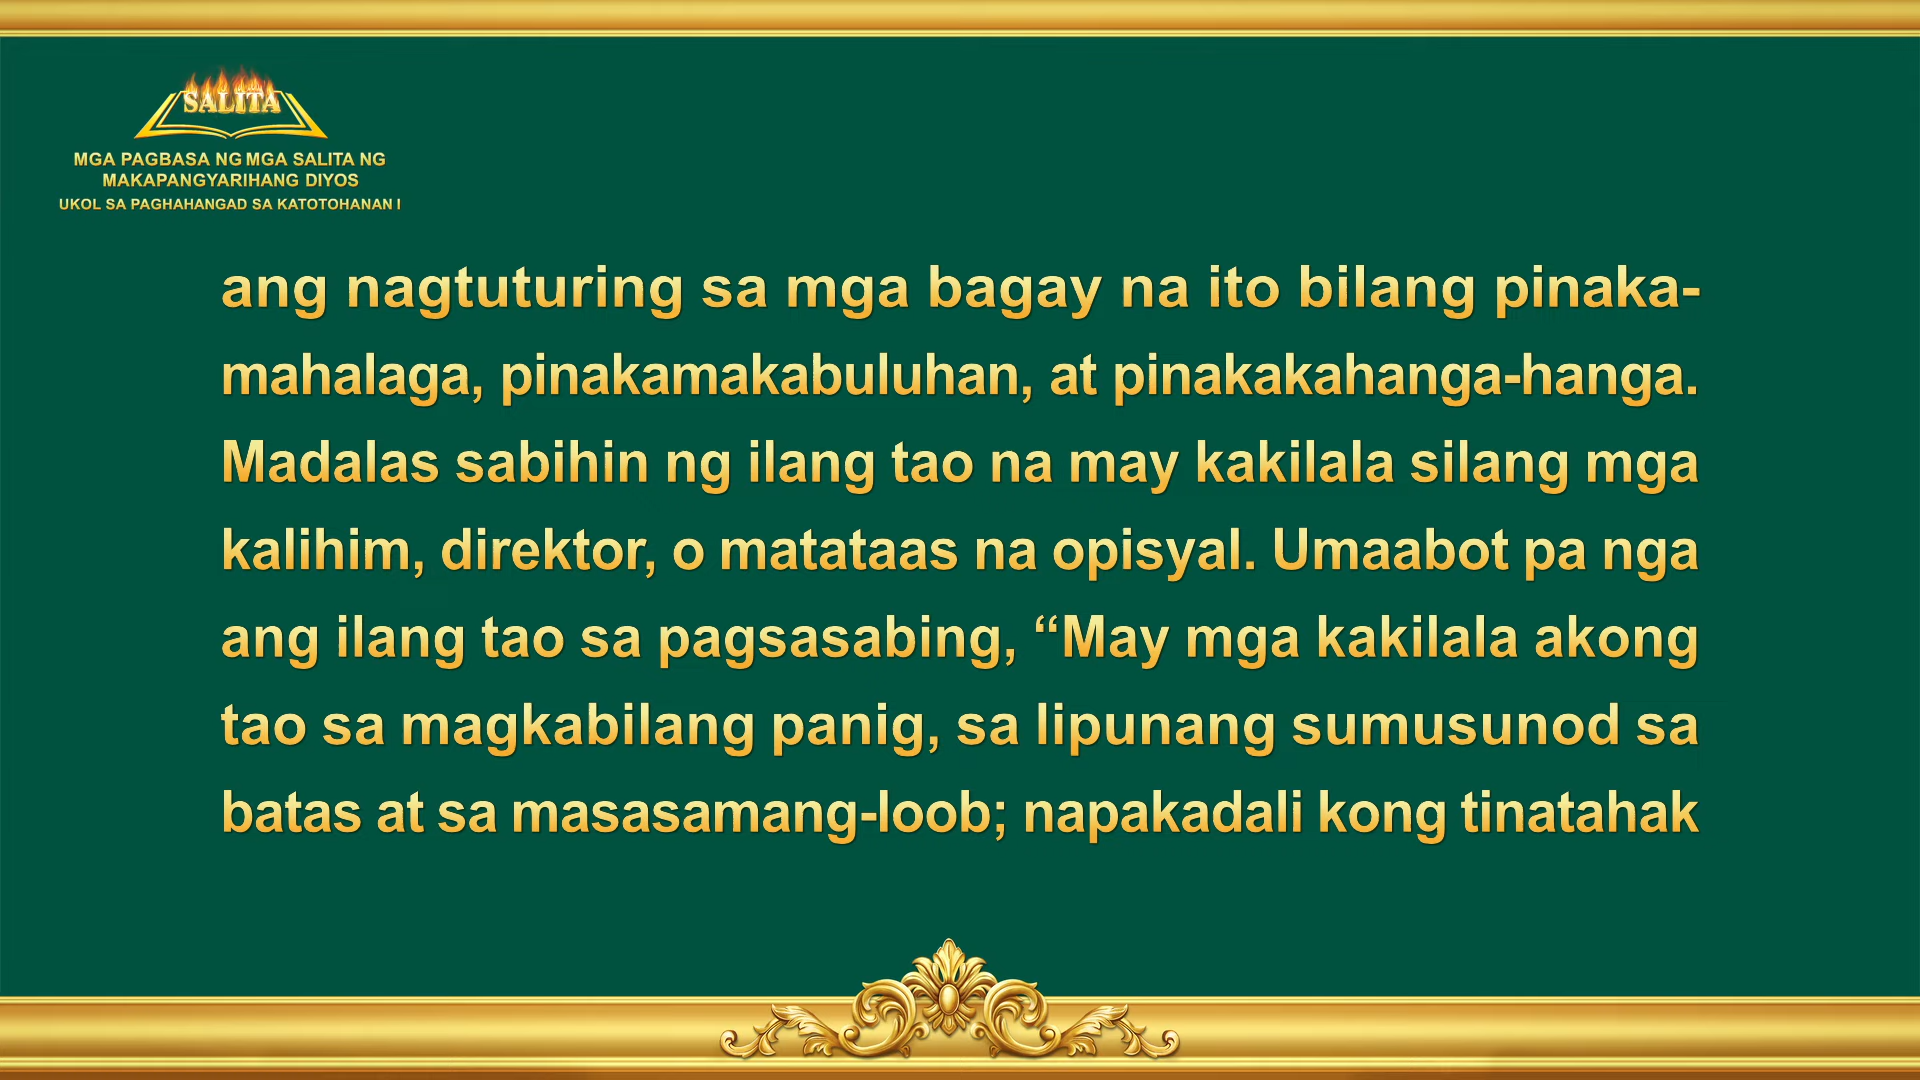 SALITA
MGA PAGBASA NG MGA SALITA NG
MAKAPANGYARIHANG DIYOS
UKOL SA PAGHAHANGAD SA KATOTOHANAN I
ang nagtuturing sa mga bagay na ito bilang pinaka-
mahalaga, pinakamakabuluhan, at pinakakahanga-hanga.
Madalas sabihin ng ilang tao na may kakilala silang mga
kalihim, direktor, o matataas na opisyal. Umaabot pa nga
ang ilang tao sa pagsasabing, “May mga kakilala akong
tao sa magkabilang panig, sa lipunang sumusunod sa
batas at sa masasamang-loob; napakadali kong tinatahak